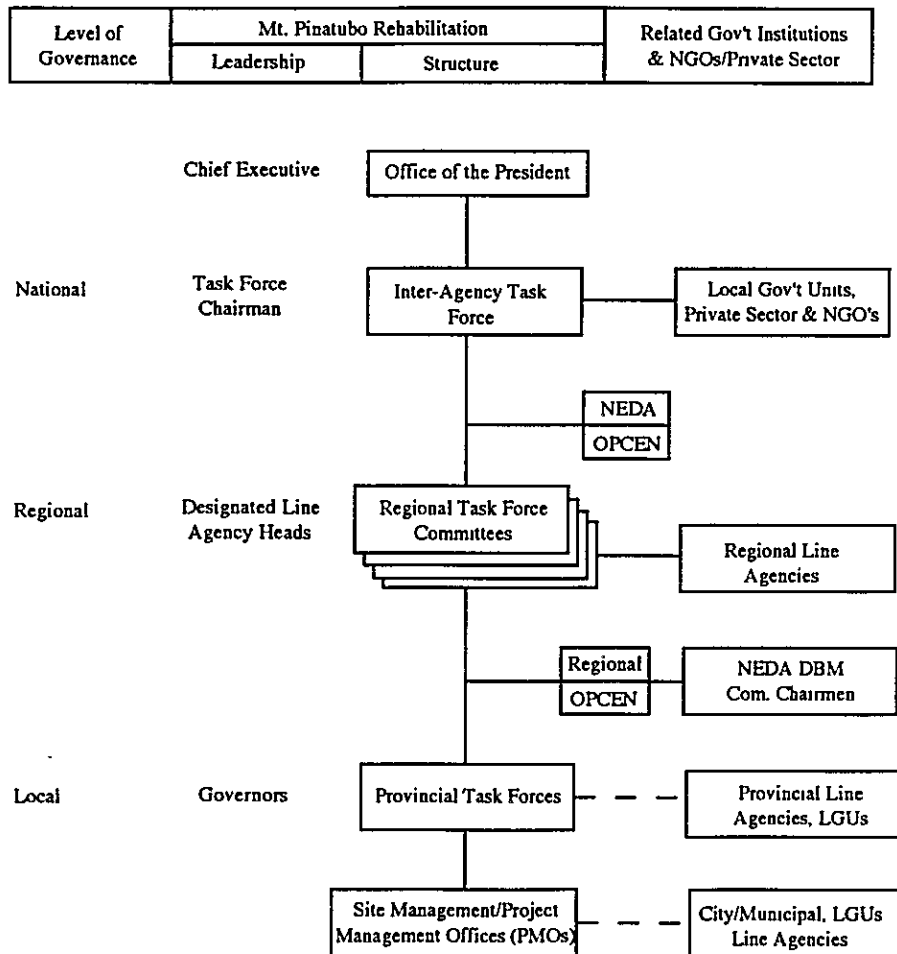 Level of
Governance
Mt. Pinatubo Rehabilitation
Leadership
Structure
Related Gov't Institutions
& NGOs/Private Sector
Chief Executive
Office of the President
National
Task Force
Chairman
Inter-Agency Task
Force
Local Gov't Units,
Private Sector & NGO's
NEDA
OPCEN
Regional
Designated Line
Agency Heads
Regional Task Force
Committees
Regional Line
Agencies
Regional
OPCEN
NEDA DBM
Com. Chairmen
Local
Governors
Provincial Task Forces
Provincial Line
Agencies, LGUs
Site Management/Project
Management Offices (PMOs)
City/Municipal, LGUs
Line Agencies